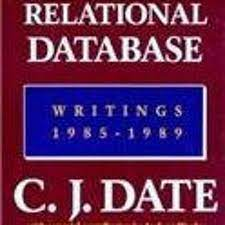 RELATIONAL
DATABASE
WRITINGS
1985-1989
C. J. DATE